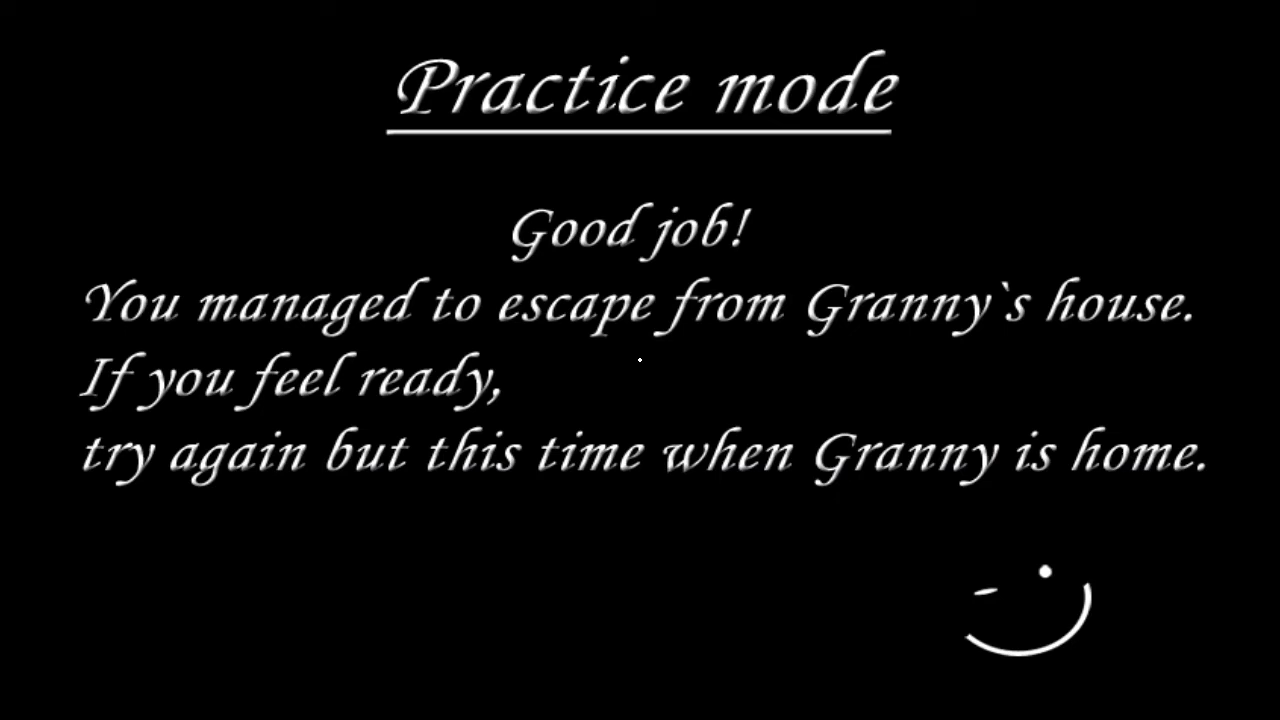 Practice mode
Good job!
You managed to escape from Granny`s house.
If you feel ready,
try again but this time when Granny is home.